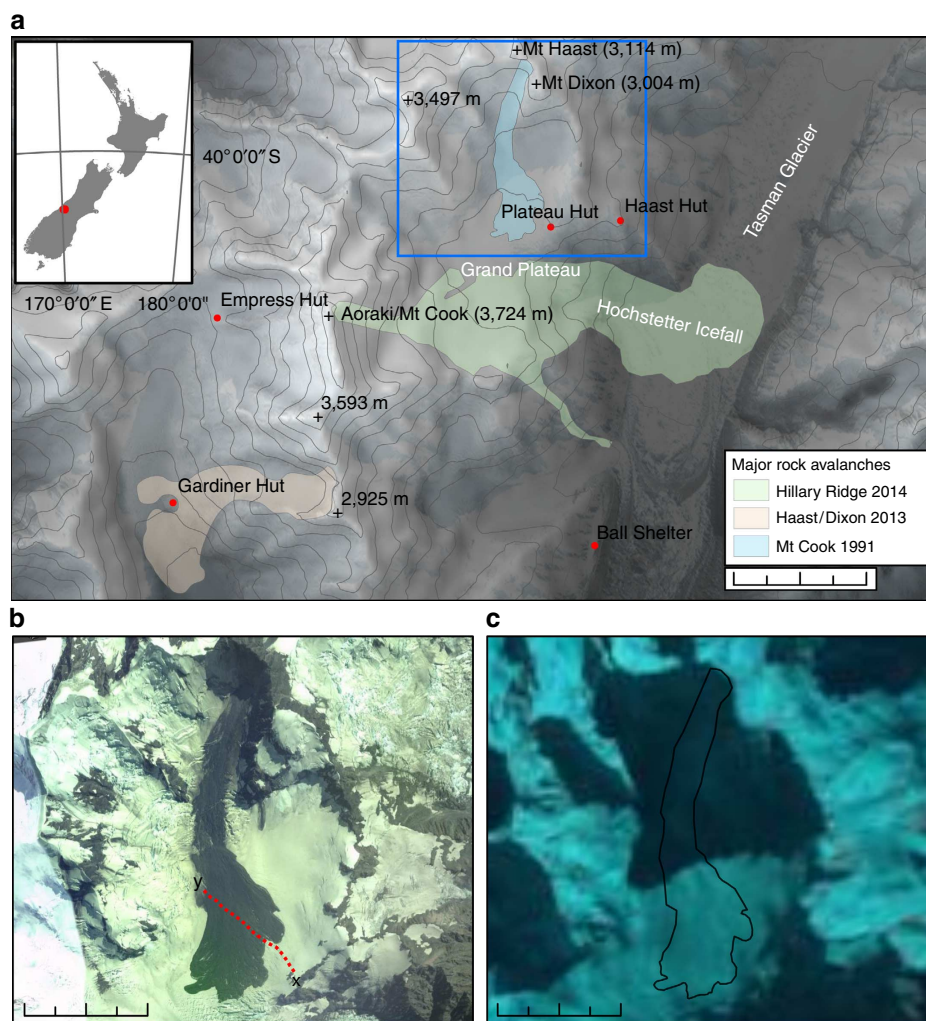 a
+Mt Haast (3,114 m)
+Mt Dixon (3,004 m)
+3,497 m
40°0′0″ S
Tasman Glacier
Plateau Hut
Haast Hut
Grand Plateau
170°0′0″ E
180°0′0″
Empress Hut
Aoraki/Mt Cook (3,724 m)
Hochstetter Icefall
3,593 m
Gardiner Hut
2,925 m
Ball Shelter
Major rock avalanches
Hillary Ridge 2014
Haast/Dixon 2013
Mt Cook 1991
b
y
x
c